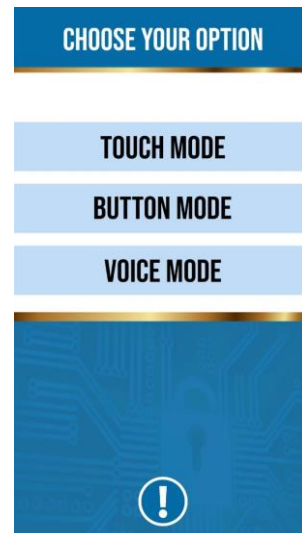 CHOOSE YOUR OPTION
TOUCH MODE
BUTTON MODE
VOICE MODE
!